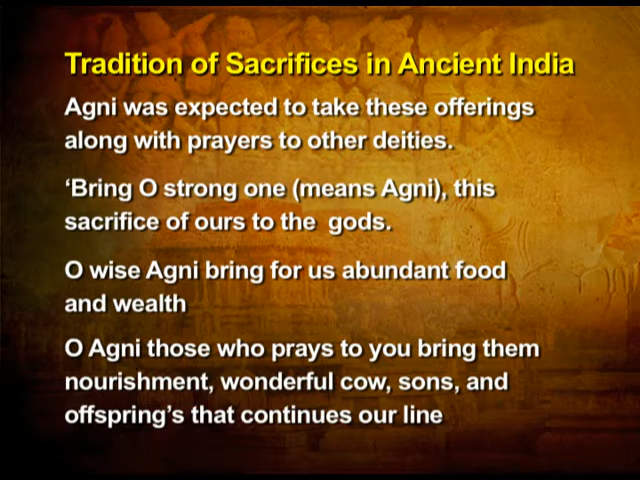 Tradition of Sacrifices in Ancient India
Agni was expected to take these offerings
along with prayers to other deities.
‘Bring O strong one (means Agni), this
sacrifice of ours to the gods.
O wise Agni bring for us abundant food
and wealth
O Agni those who prays to you bring them
nourishment, wonderful cow, sons, and
offspring’s that continues our line